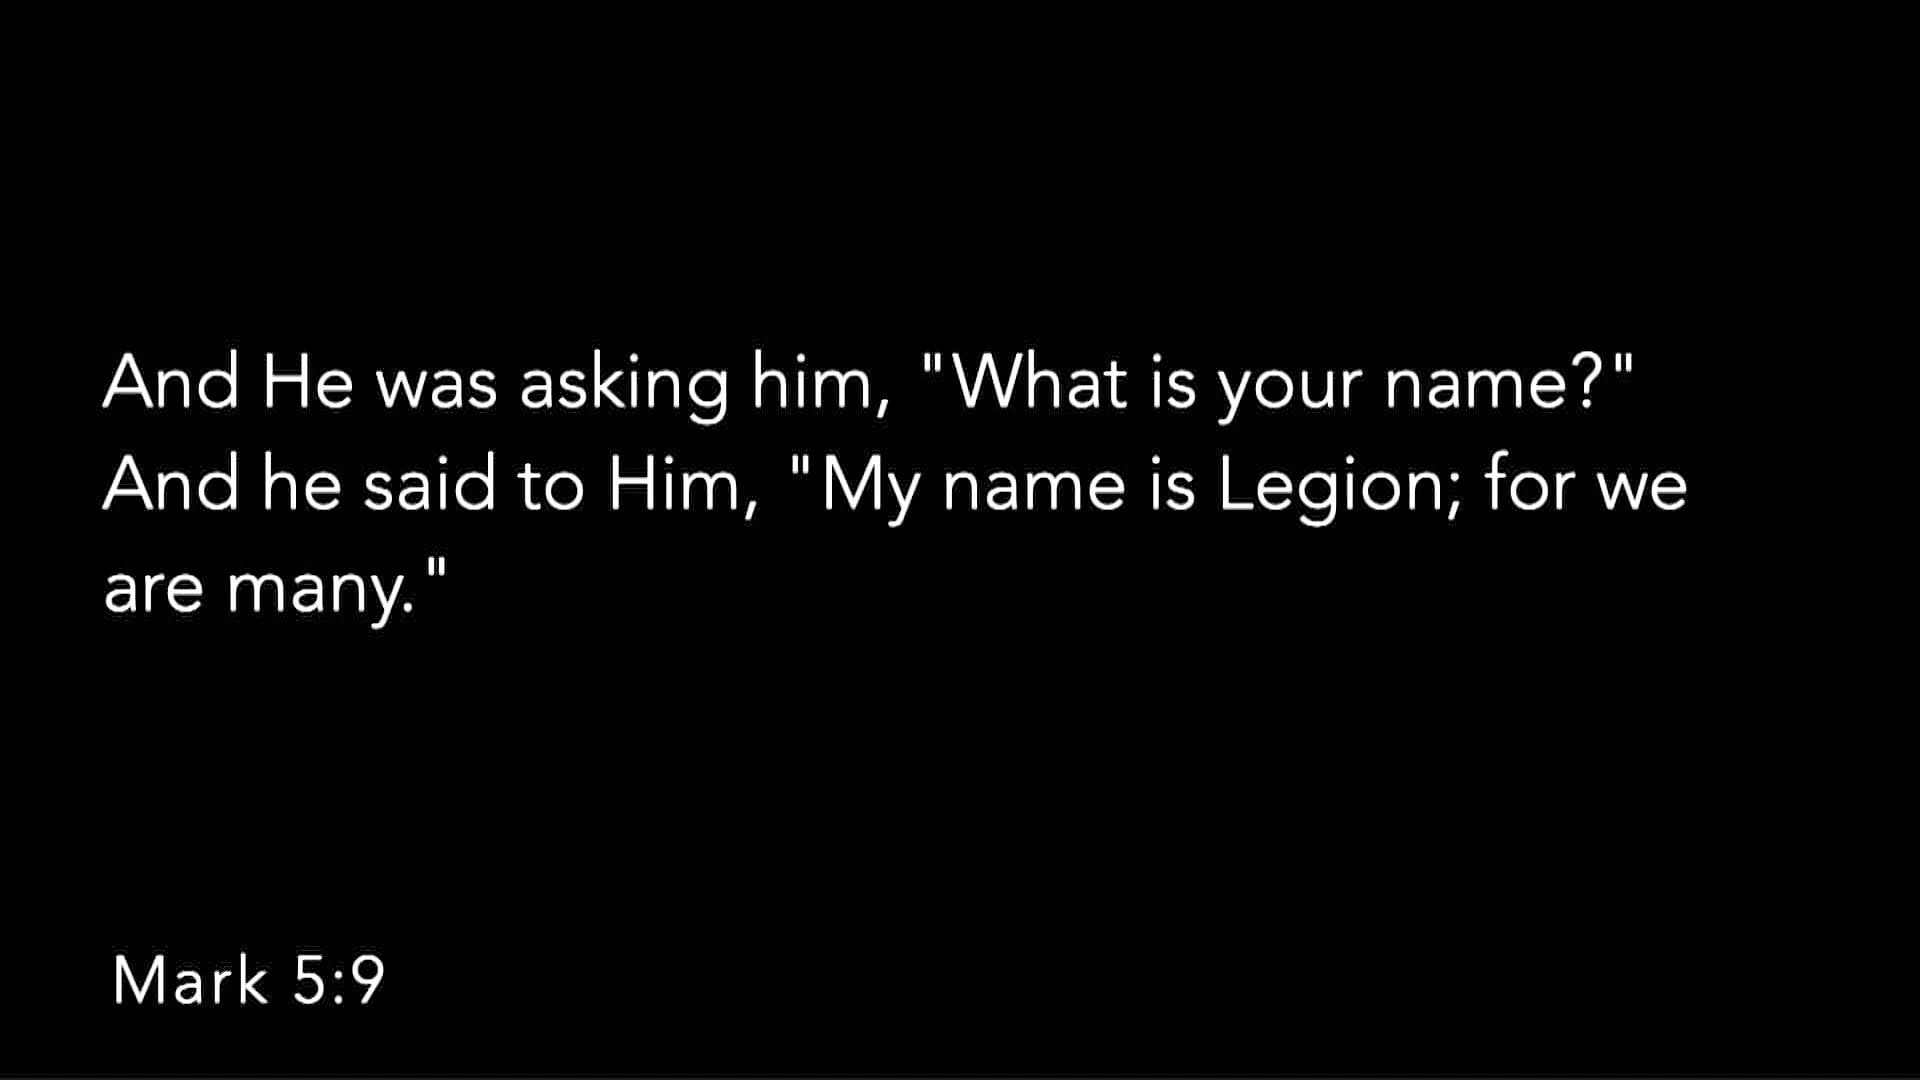 And He was asking him, "What is your name?"
And he said to Him, "My name is Legion; for we
are many."
Mark 5:9